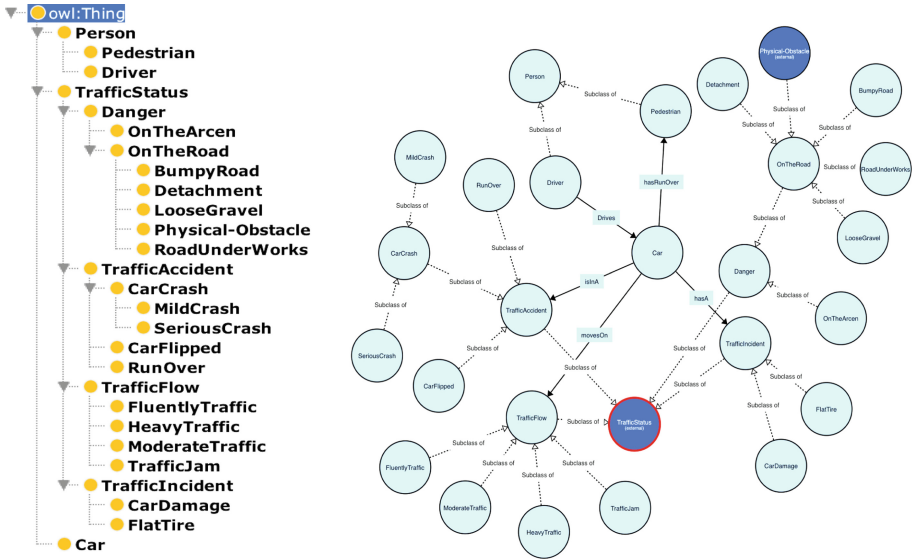 owl:Thing
Person
Pedestrian
Driver
TrafficStatus
Danger
OnTheArcen
OnTheRoad
BumpyRoad
Detachment
LooseGravel
Physical-Obstacle
RoadUnderWorks
TrafficAccident
CarCrash
MildCrash
SeriousCrash
CarFlipped
RunOver
TrafficFlow
FluentlyTraffic
HeavyTraffic
ModerateTraffic
TrafficJam
TrafficIncident
CarDamage
FlatTire
Car
Physical-Obstacle
(external)
Person
Subclass of
Detachment
BumpyRoad
Pedestrian
Subclass of
Subclass of
Subclass of
Subclass of
MildCrash
OnTheRoad
Subclass of
RoadUnderWorks
RunOver
Driver
hasRunOver
Subclass of
Drives
Subclass of
LooseGravel
Subclass of
Subclass of
CarCrash
Car
Subclass of
isInA
Danger
Subclass of
hasA
Subclass of
TrafficAccident
OnTheArcen
movesOn
TrafficIncident
SeriousCrash
Subclass of
Subclass of
Subclass of
Subclass of
Subclass of
CarFlipped
Subclass of
FlatTire
TrafficFlow
Subclass of
TrafficStatus
(external)
Subclass of
Subclass of
FluentlyTraffic
Subclass of
Subclass of
CarDamage
Subclass of
ModerateTraffic
TrafficJam
HeavyTraffic